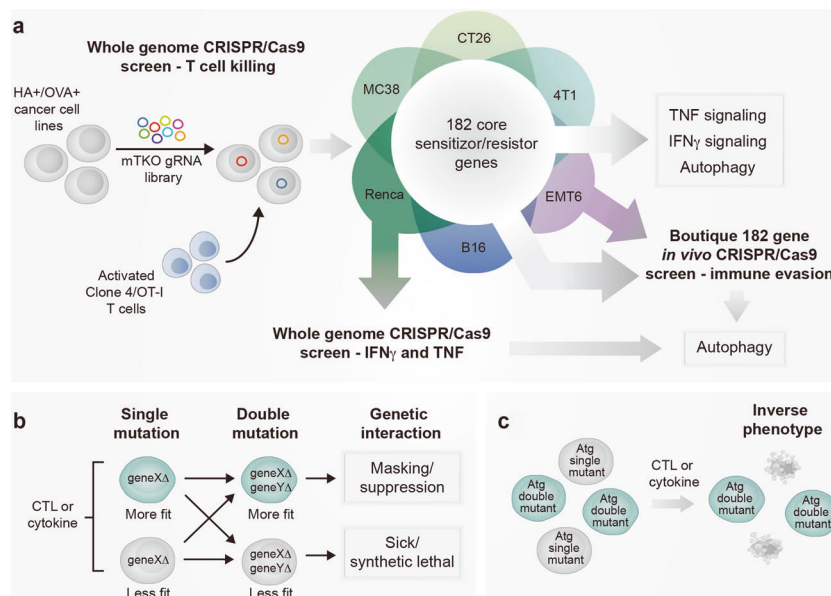 a
Whole genome CRISPR/Cas9
screen - T cell killing
HA+/OVA+
cancer cell
lines
mTKO gRNA
library
Activated
Clone 4/OT-I
T cells
CT26
MC38
4T1
182 core
sensitizor/resistor
genes
Renca
EMT6
B16
TNF signaling
IFNγ signaling
Autophagy
Boutique 182 gene
in vivo CRISPR/Cas9
screen - immune evasion
Whole genome CRISPR/Cas9
screen - IFNγ and TNF
Autophagy
b
Single
mutation
Double
mutation
Genetic
interaction
CTL or
cytokine
geneXΔ
More fit
geneXΔ
geneYΔ
More fit
Masking/
suppression
geneXΔ
Less fit
geneXΔ
geneYΔ
Less fit
Sick/
synthetic lethal
c
Inverse
phenotype
Atg
single
mutant
Atg
double
mutant
Atg
double
mutant
Atg
single
mutant
CTL or
cytokine
Atg
double
mutant
Atg
double
mutant